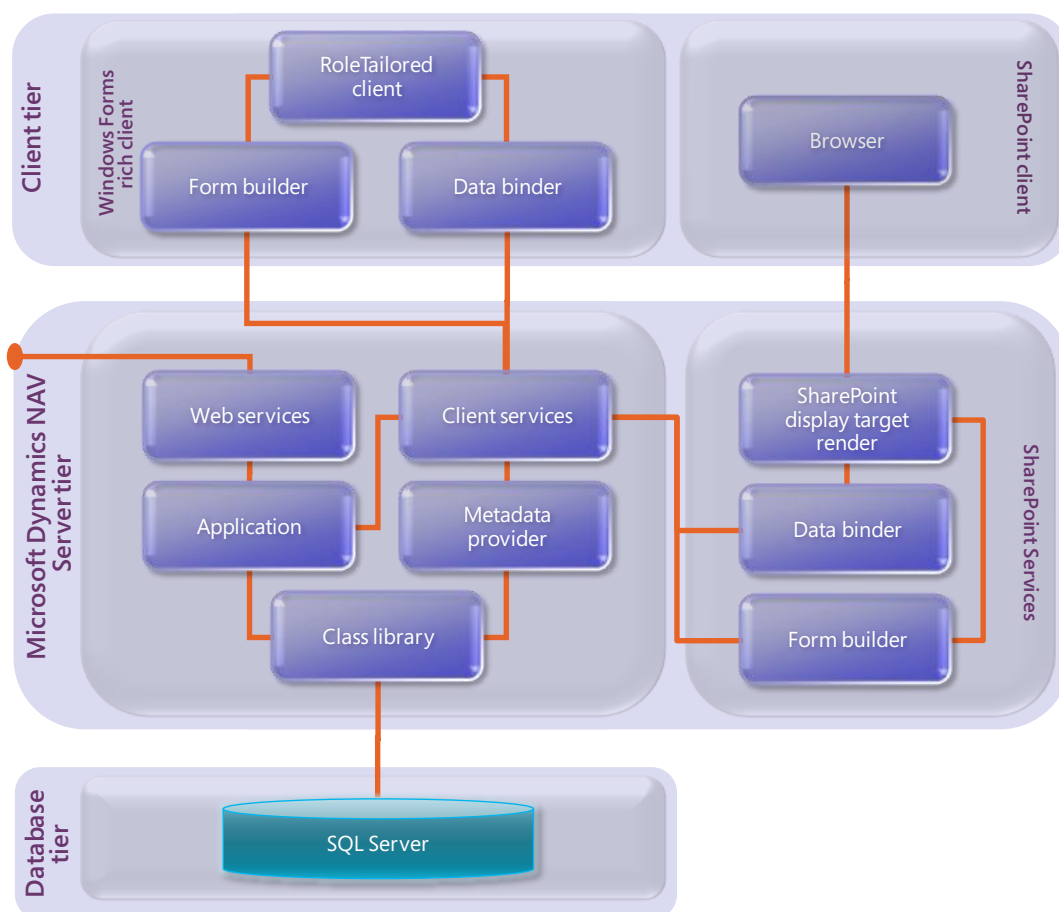 Client tier
Windows Forms
rich client
RoleTailored
client
Form builder
Data binder
Browser
SharePoint client
Microsoft Dynamics NAV
Server tier
Web services
Client services
Application
Metadada
provider
Class library
SharePoint
display target
render
Data binder
Form builder
SharePoint Services
Database
tier
SQL Server